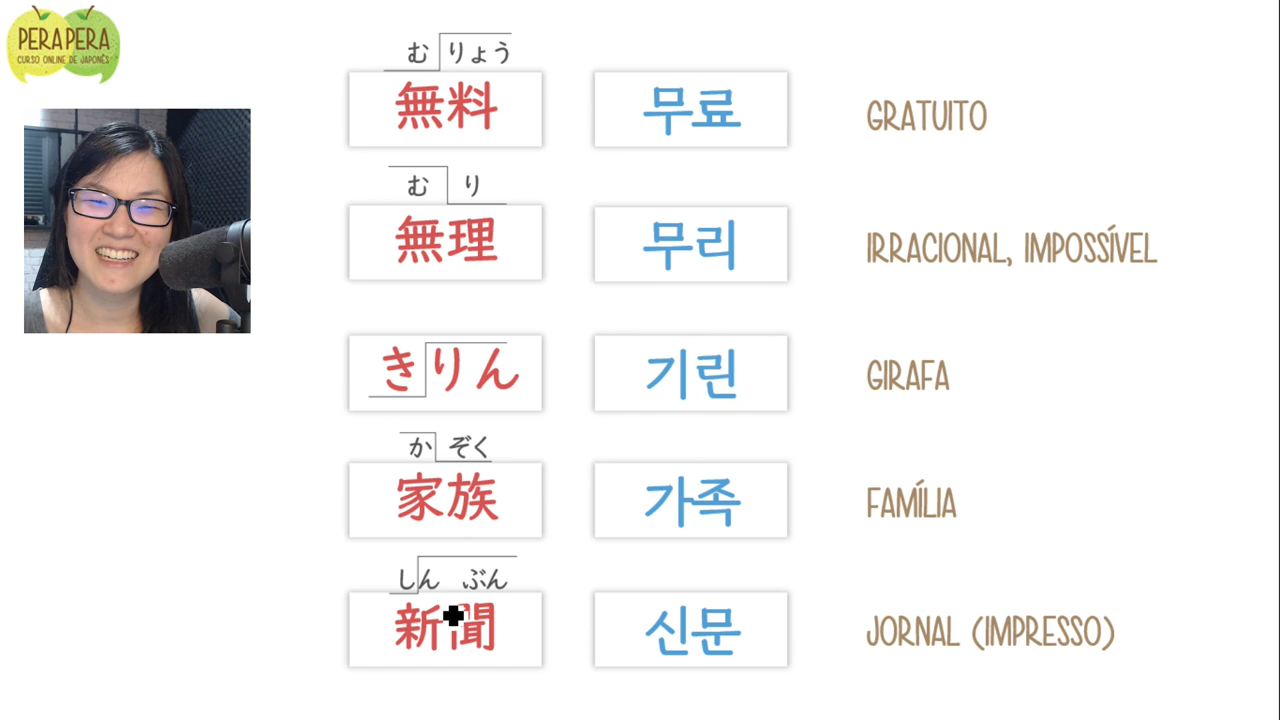 PERA PERA
CURSO ONLINE DE JAPONÊS
む りょう
無料 무료 GRATUITO
む り
無理 무리 IRRACIONAL, IMPOSSÍVEL
きりん 기린 GIRAFA
か ぞく
家族 가족 FAMÍLIA
しん ぶん
新聞 신문 JORNAL (IMPRESSO)